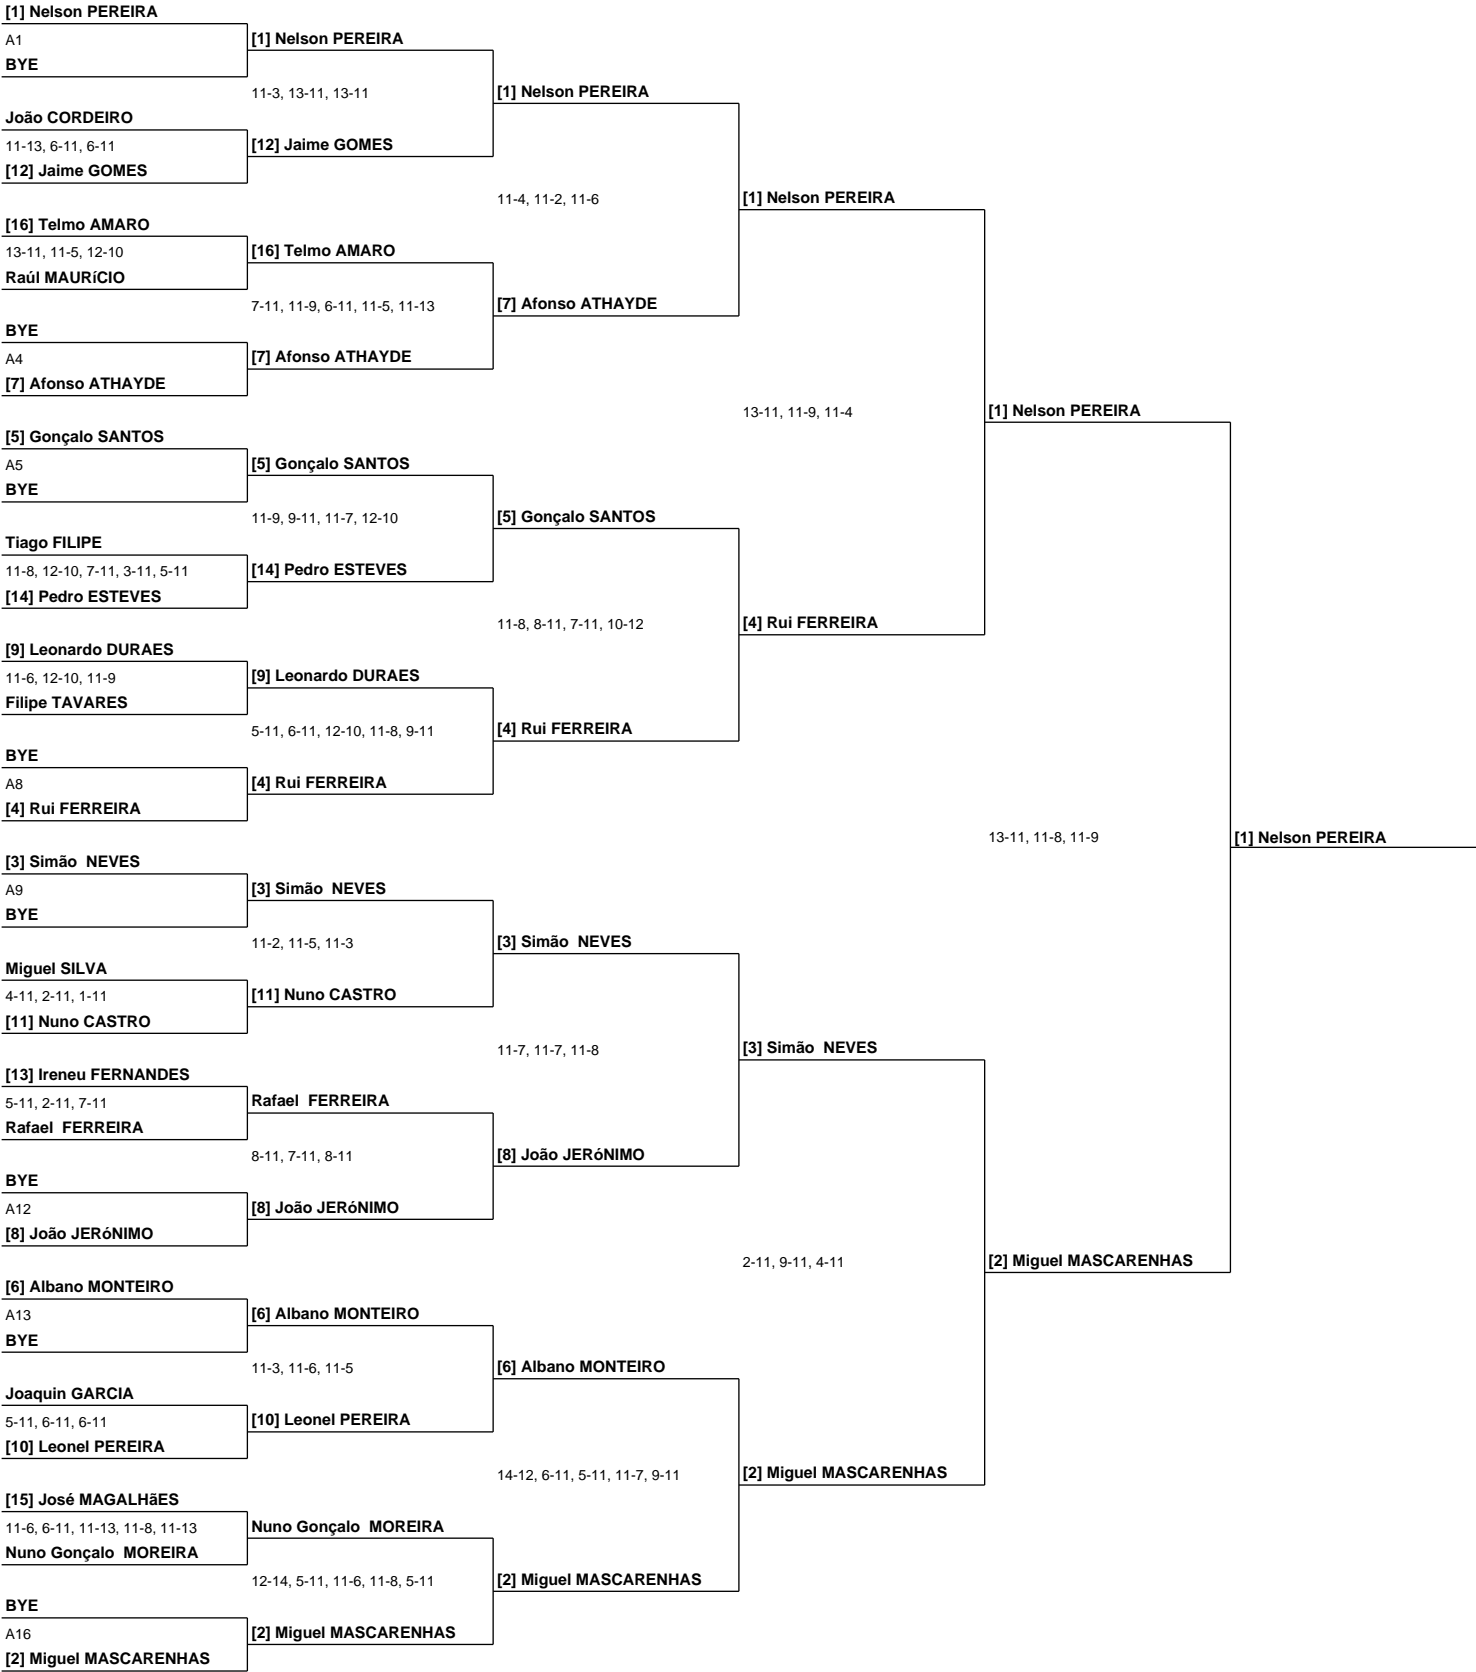 [1] Nelson PEREIRA
A1
BYE
João CORDEIRO
11-13, 6-11, 6-11
[12] Jaime GOMES
[16] Telmo AMARO
13-11, 11-5, 12-10
Raúl MAURíCIO
BYE
A4
[7] Afonso ATHAYDE
[5] Gonçalo SANTOS
A5
BYE
Tiago FILIPE
11-8, 12-10, 7-11, 3-11, 5-11
[14] Pedro ESTEVES
[9] Leonardo DURAES
11-6, 12-10, 11-9
Filipe TAVARES
BYE
A8
[4] Rui FERREIRA
[3] Simão  NEVES
A9
BYE
Miguel SILVA
4-11, 2-11, 1-11
[11] Nuno CASTRO
[13] Ireneu FERNANDES
5-11, 2-11, 7-11
Rafael  FERREIRA
BYE
A12
[8] João JERóNIMO
[6] Albano MONTEIRO
A13
BYE
Joaquin GARCIA
5-11, 6-11, 6-11
[10] Leonel PEREIRA
[15] José MAGALHãES
11-6, 6-11, 11-13, 11-8, 11-13
Nuno Gonçalo  MOREIRA
BYE
A16
[2] Miguel MASCARENHAS
[1] Nelson PEREIRA
11-3, 13-11, 13-11
[12] Jaime GOMES
[16] Telmo AMARO
7-11, 11-9, 6-11, 11-5, 11-13
[7] Afonso ATHAYDE
[5] Gonçalo SANTOS
11-9, 9-11, 11-7, 12-10
[14] Pedro ESTEVES
[9] Leonardo DURAES
5-11, 6-11, 12-10, 11-8, 9-11
[4] Rui FERREIRA
[3] Simão  NEVES
11-2, 11-5, 11-3
[11] Nuno CASTRO
Rafael  FERREIRA
8-11, 7-11, 8-11
[8] João JERóNIMO
[6] Albano MONTEIRO
11-3, 11-6, 11-5
[10] Leonel PEREIRA
Nuno Gonçalo  MOREIRA
12-14, 5-11, 11-6, 11-8, 5-11
[2] Miguel MASCARENHAS
[1] Nelson PEREIRA
11-4, 11-2, 11-6
[7] Afonso ATHAYDE
[5] Gonçalo SANTOS
11-8, 8-11, 7-11, 10-12
[4] Rui FERREIRA
[3] Simão  NEVES
11-7, 11-7, 11-8
[8] João JERóNIMO
[6] Albano MONTEIRO
14-12, 6-11, 5-11, 11-7, 9-11
[2] Miguel MASCARENHAS
[1] Nelson PEREIRA
13-11, 11-9, 11-4
[4] Rui FERREIRA
[3] Simão  NEVES
2-11, 9-11, 4-11
[2] Miguel MASCARENHAS
[1] Nelson PEREIRA
13-11, 11-8, 11-9
[2] Miguel MASCARENHAS
[1] Nelson PEREIRA